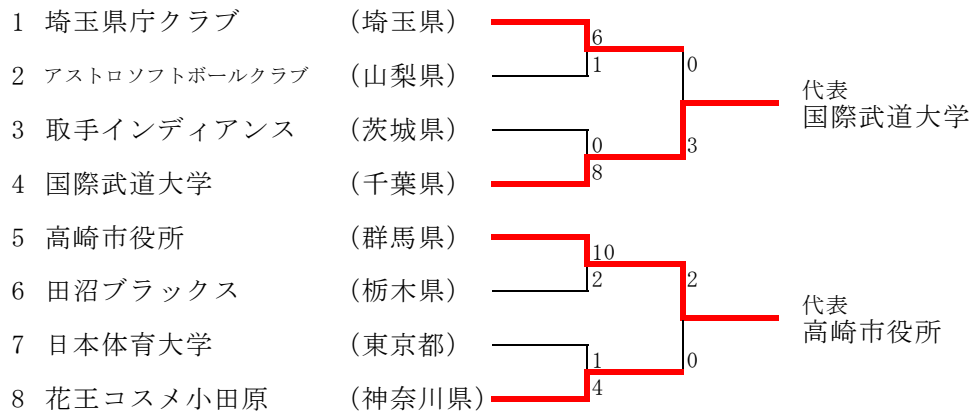 1 埼玉県庁クラブ (埼玉県)
6
1
2 アストロソフトボールクラブ (山梨県)
0
代表
国際武道大学
3 取手インディアンス (茨城県)
0
3
8
4 国際武道大学 (千葉県)
5 高崎市役所 (群馬県)
10
2
2
6 田沼ブラックス (栃木県)
代表
高崎市役所
7 日本体育大学 (東京都)
1
0
4
8 花王コスメ小田原 (神奈川県)